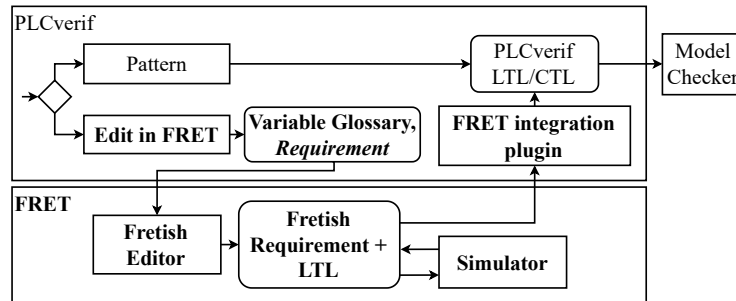 PLCverif
Pattern
PLCverif
LTL/CTL
Model
Checker
Edit in FRET
Variable Glossary,
Requirement
FRET integration
plugin
FRET
Fretish
Editor
Fretish
Requirement +
LTL
Simulator